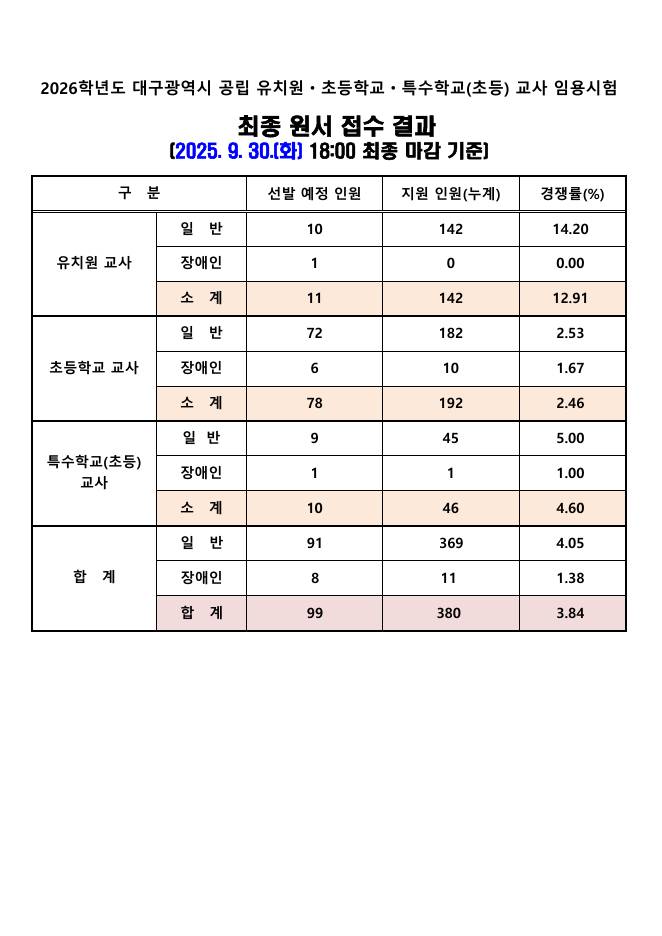 2026학년도 대구광역시 공립 유치원・초등학교・특수학교(초등) 교사 임용시험
최종 원서 접수 결과
(2025. 9. 30.(화) 18:00 최종 마감 기준)
구 분 선발 예정 인원 지원 인원(누계) 경쟁률(%)
유치원 교사 일 반 10 142 14.20
장애인 1 0 0.00
소 계 11 142 12.91
초등학교 교사 일 반 72 182 2.53
장애인 6 10 1.67
소 계 78 192 2.46
특수학교(초등)
교사
일 반 9 45 5.00
장애인 1 1 1.00
소 계 10 46 4.60
합 계 일 반 91 369 4.05
장애인 8 11 1.38
합 계 99 380 3.84